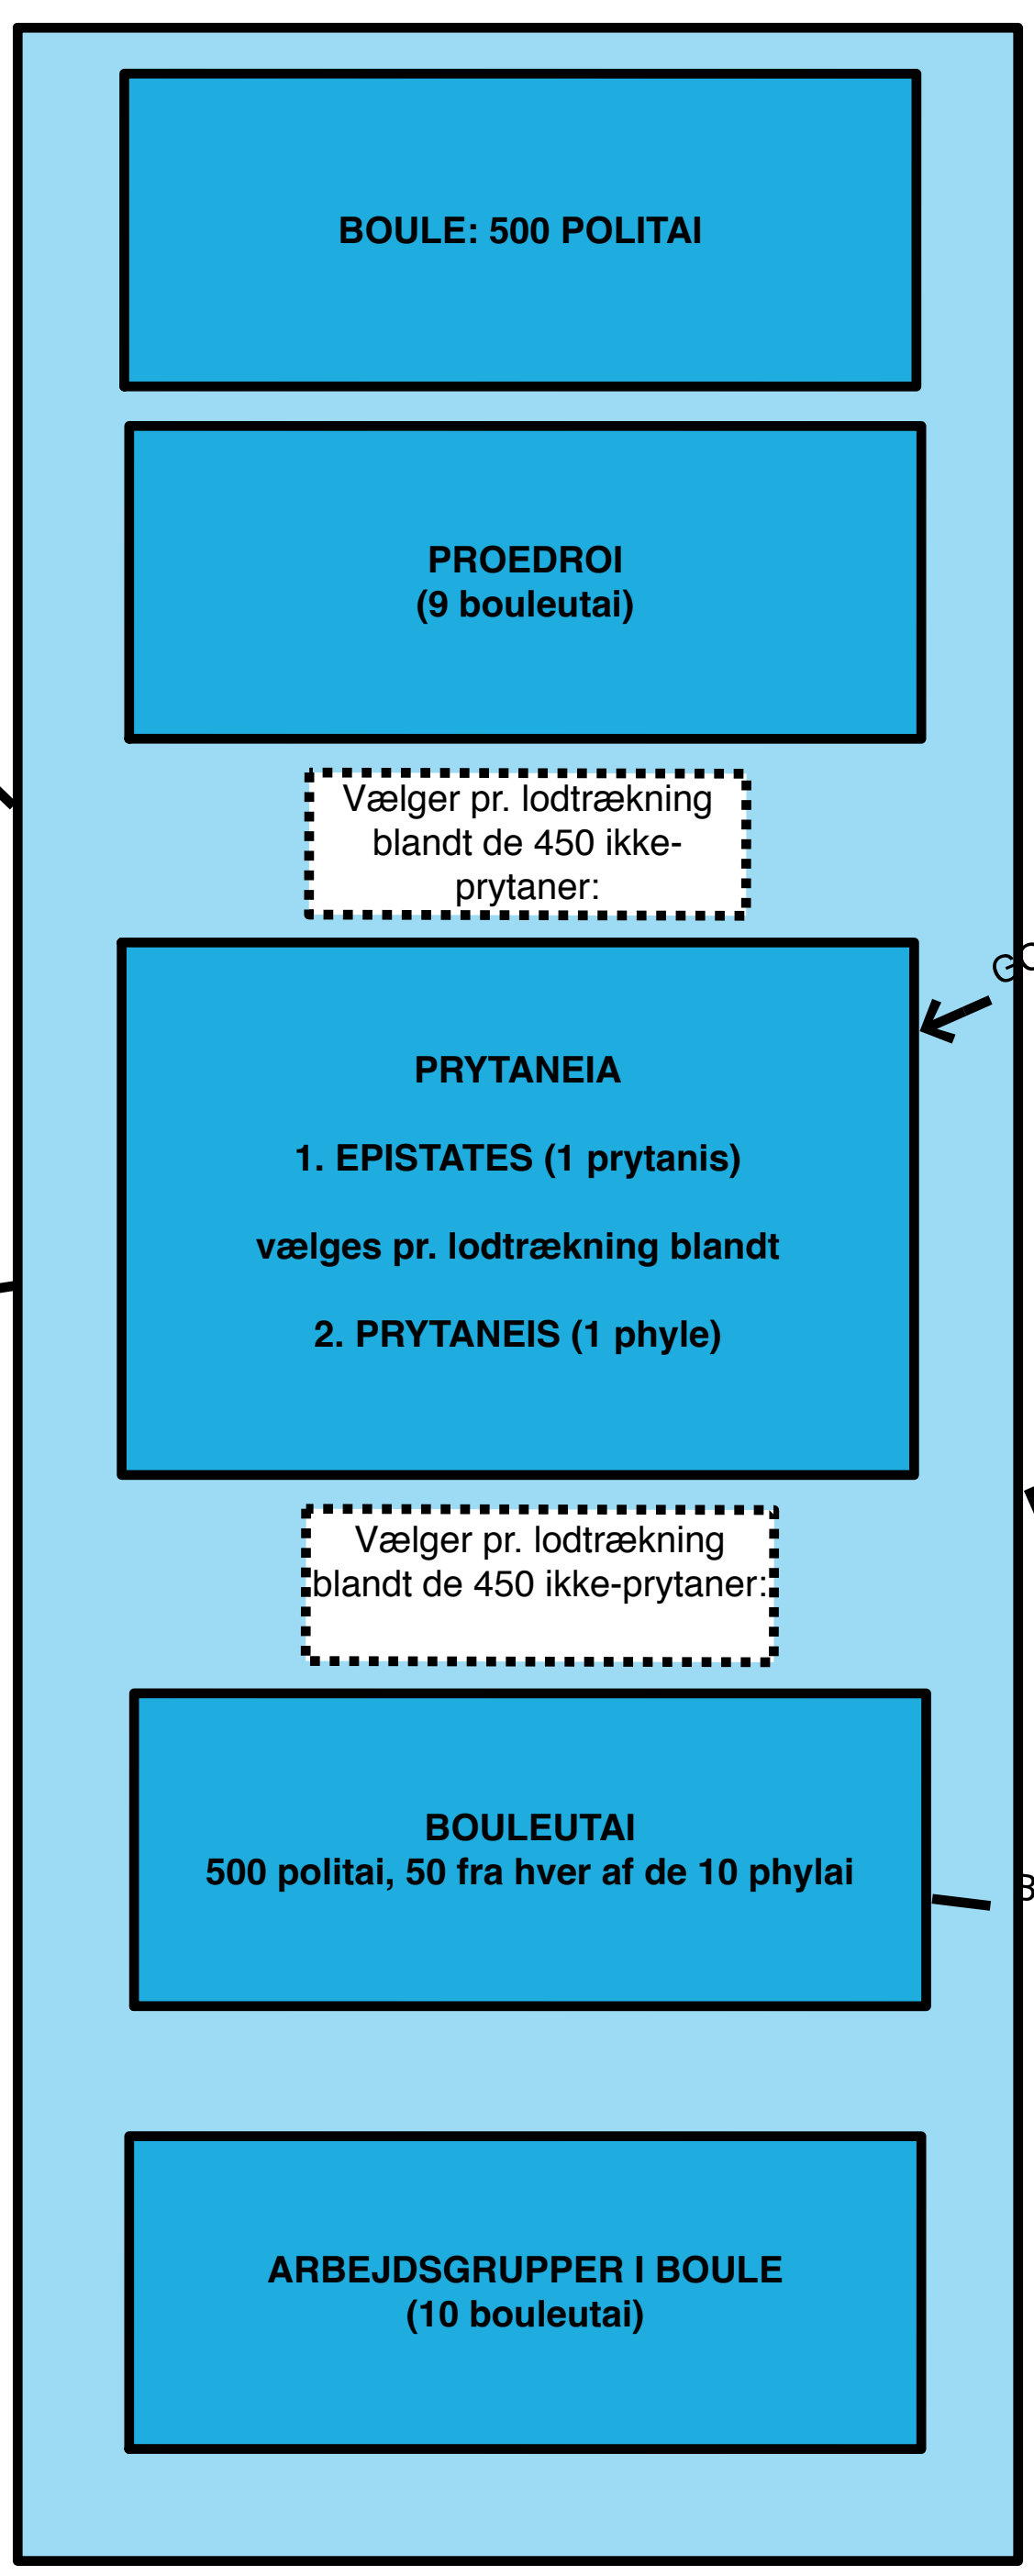 BOULE: 500 POLITAI
PROEDROI
(9 bouleutai)
Vælger pr. lodtrækning
blandt de 450 ikke-
prytaner:
PRYTANEIA
1. EPISTATES (1 prytanis)
vælges pr. lodtrækning blandt
2. PRYTANEIS (1 phyle)
Vælger pr. lodtrækning
blandt de 450 ikke-prytaner:
BOULEUTAI
500 politai, 50 fra hver af de 10 phylai
ARBEJDSGRUPPER I BOULE
(10 bouleutai)